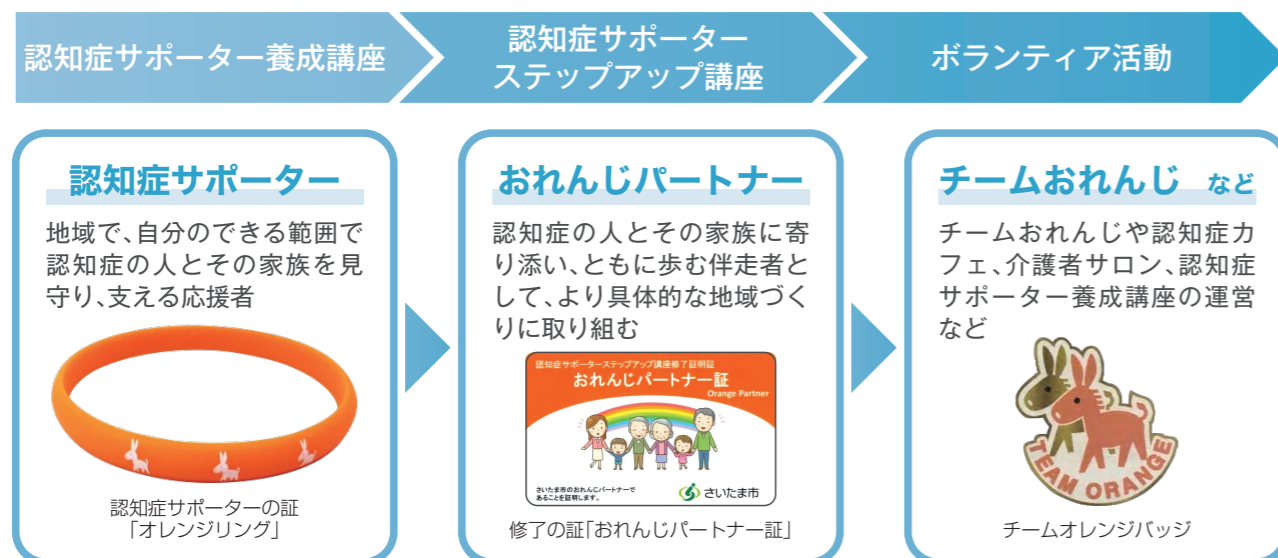 認知症サポーター養成講座
認知症サポーター
ステップアップ講座
ボランティア活動
認知症サポーター
地域で、自分のできる範囲で
認知症の人とその家族を見
守り、支える応援者
認知症サポーターの証
「オレンジリング」
おれんじパートナー
認知症の人とその家族に寄
り添い、ともに歩む伴走者と
して、より具体的な地域づく
りに取り組む
認知症サポーターステップアップ講座修了証明証
おれんじパートナー証
Orange Partner
さいたま市のおれんじパートナーで
あることを証明します。
さいたま市
修了の証「おれんじパートナー証」
チームおれんじ など
チームおれんじや認知症カ
フェ、介護者サロン、認知症
サポーター養成講座の運営
など
TEAM ORANGE
チームオレンジバッジ